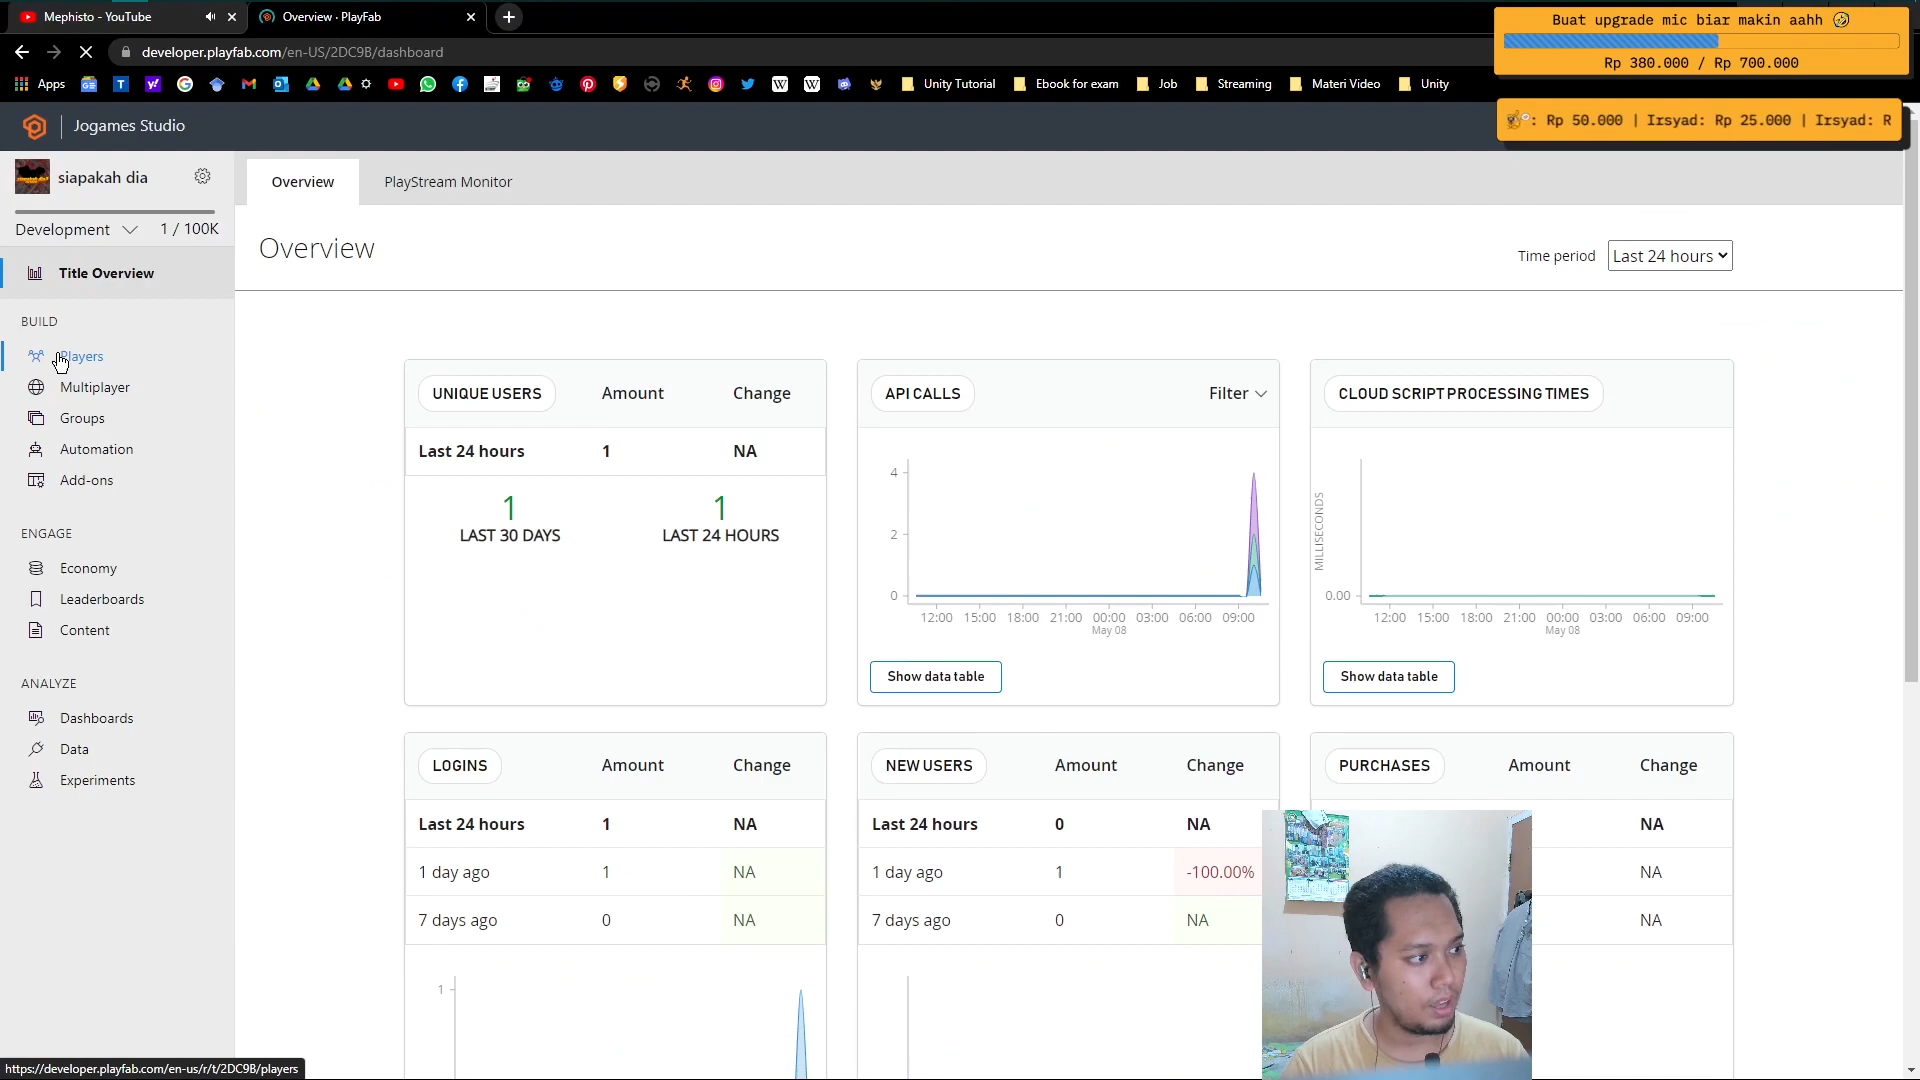 Mephisto - YouTube
Overview · PlayFab
developer.playfab.com/en-US/2DC9B/dashboard
Buat upgrade mic biar makin aahh
Rp 380.000 / Rp 700.000
Apps
Unity Tutorial
Ebook for exam
Job
Streaming
Materi Video
Unity
: Rp 50.000 | Irsyad: Rp 25.000 | Irsyad: R
Jogames Studio
siapakah dia
Development
1 / 100K
Title Overview
BUILD
Players
Multiplayer
Groups
Automation
Add-ons
ENGAGE
Economy
Leaderboards
Content
ANALYZE
Dashboards
Data
Experiments
Overview
PlayStream Monitor
Overview
Time period
Last 24 hours
UNIQUE USERS Amount Change
Last 24 hours 1 NA
1 1
LAST 30 DAYS LAST 24 HOURS
API CALLS Filter
4
2
0
12:00 15:00 18:00 21:00 00:00 03:00 06:00 09:00
May 08
Show data table
CLOUD SCRIPT PROCESSING TIMES
MILLISECONDS
0.00
12:00 15:00 18:00 21:00 00:00 03:00 06:00 09:00
May 08
Show data table
LOGINS Amount Change
Last 24 hours 1 NA
1 day ago 1 NA
7 days ago 0 NA
1
NEW USERS Amount Change
Last 24 hours 0 NA
1 day ago 1 -100.00%
7 days ago 0 NA
PURCHASES Amount Change
NA
NA
NA
https://developer.playfab.com/en-us/r/t/2DC9B/players